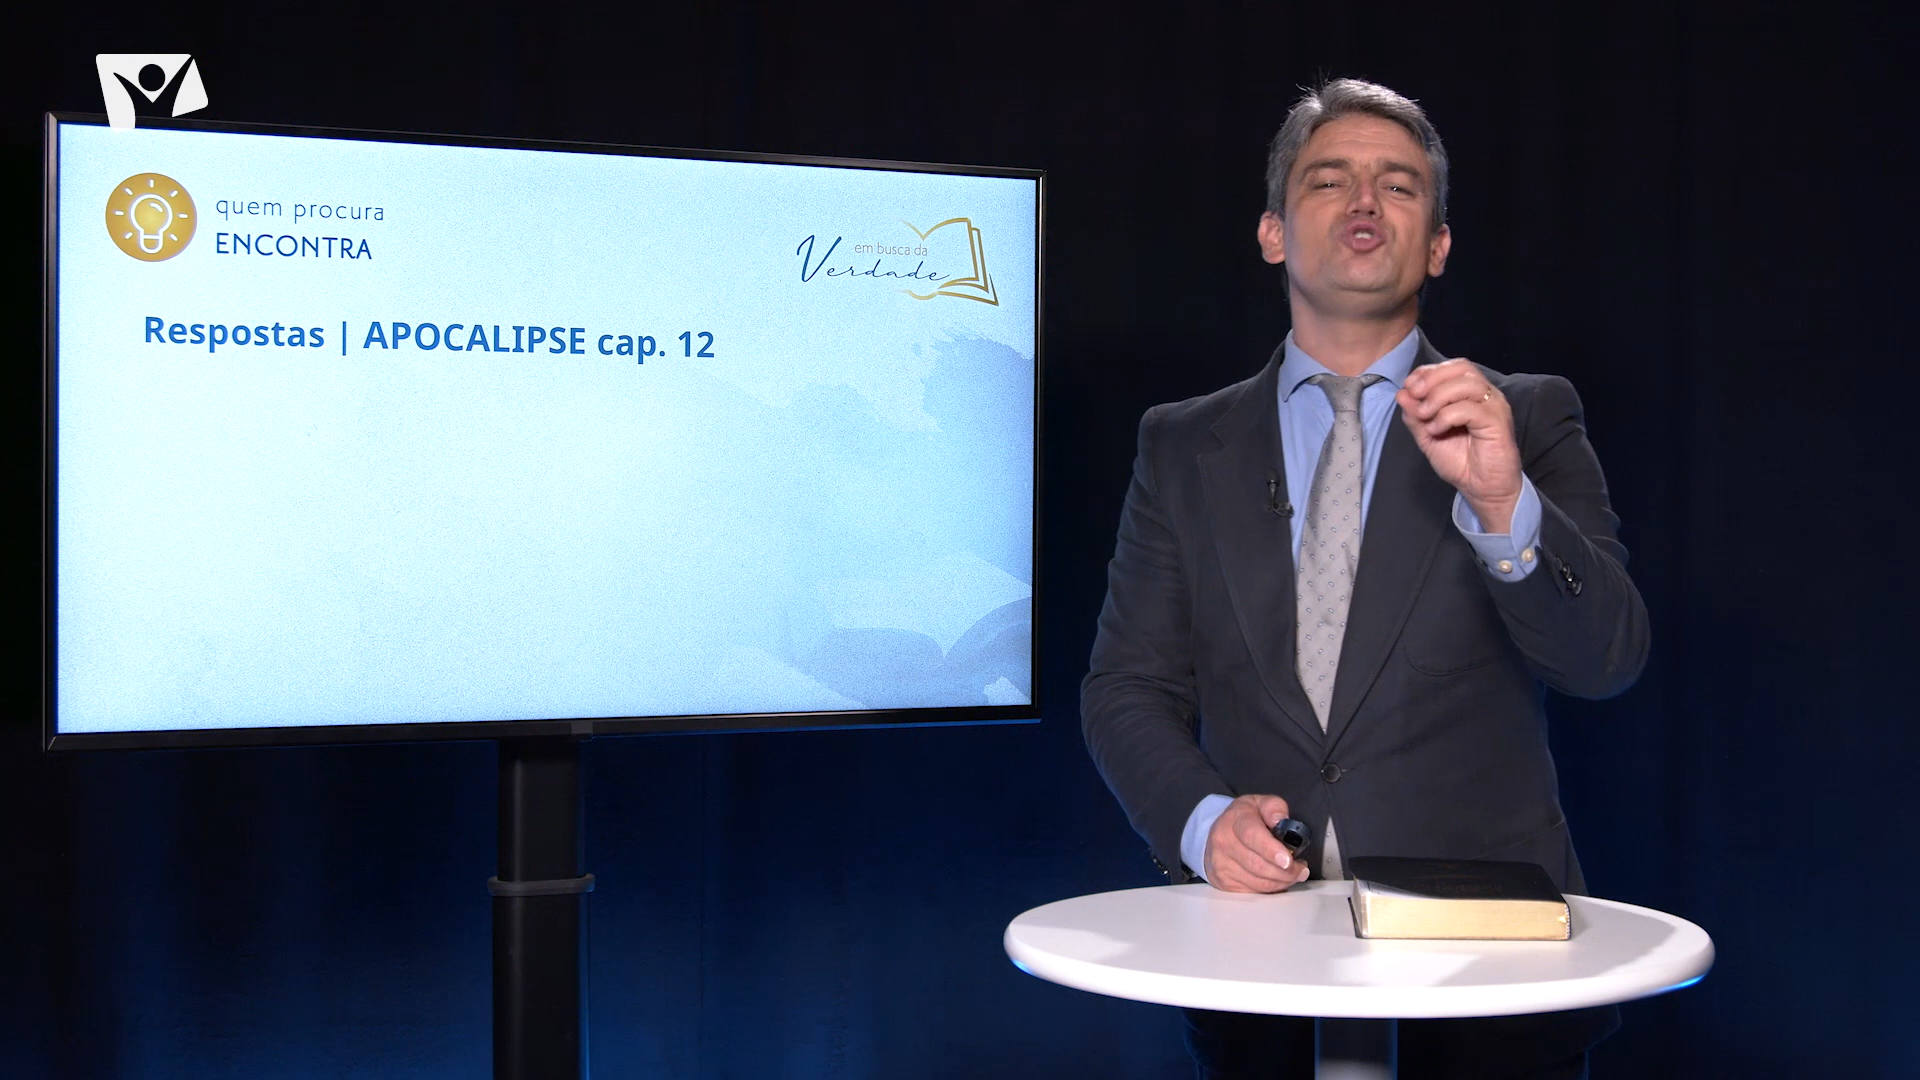 quem procura
ENCONTRA
em busca da
Verdade
Respostas | APOCALIPSE cap. 12